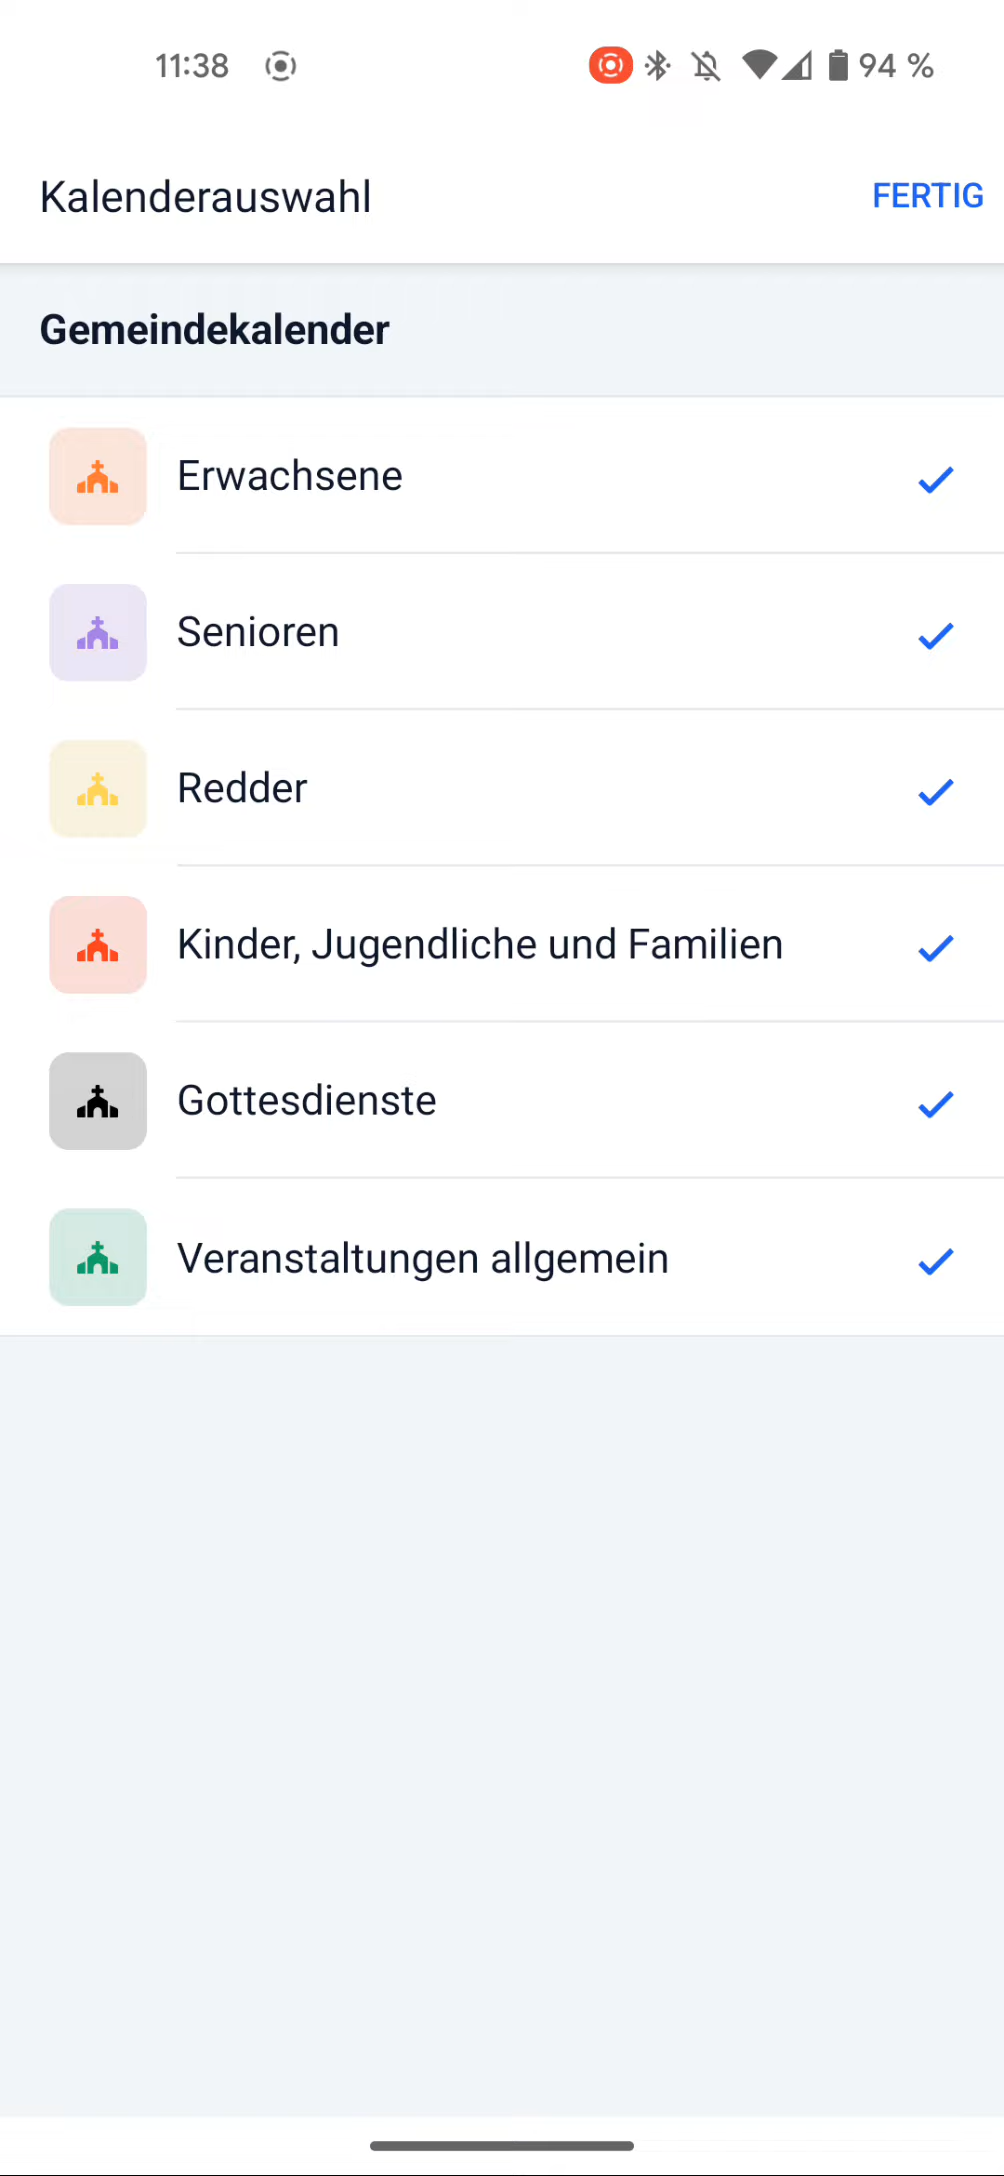 11:38
94 %
Kalenderauswahl
FERTIG
Gemeindekalender
Erwachsene
Senioren
Redder
Kinder, Jugendliche und Familien
Gottesdienste
Veranstaltungen allgemein